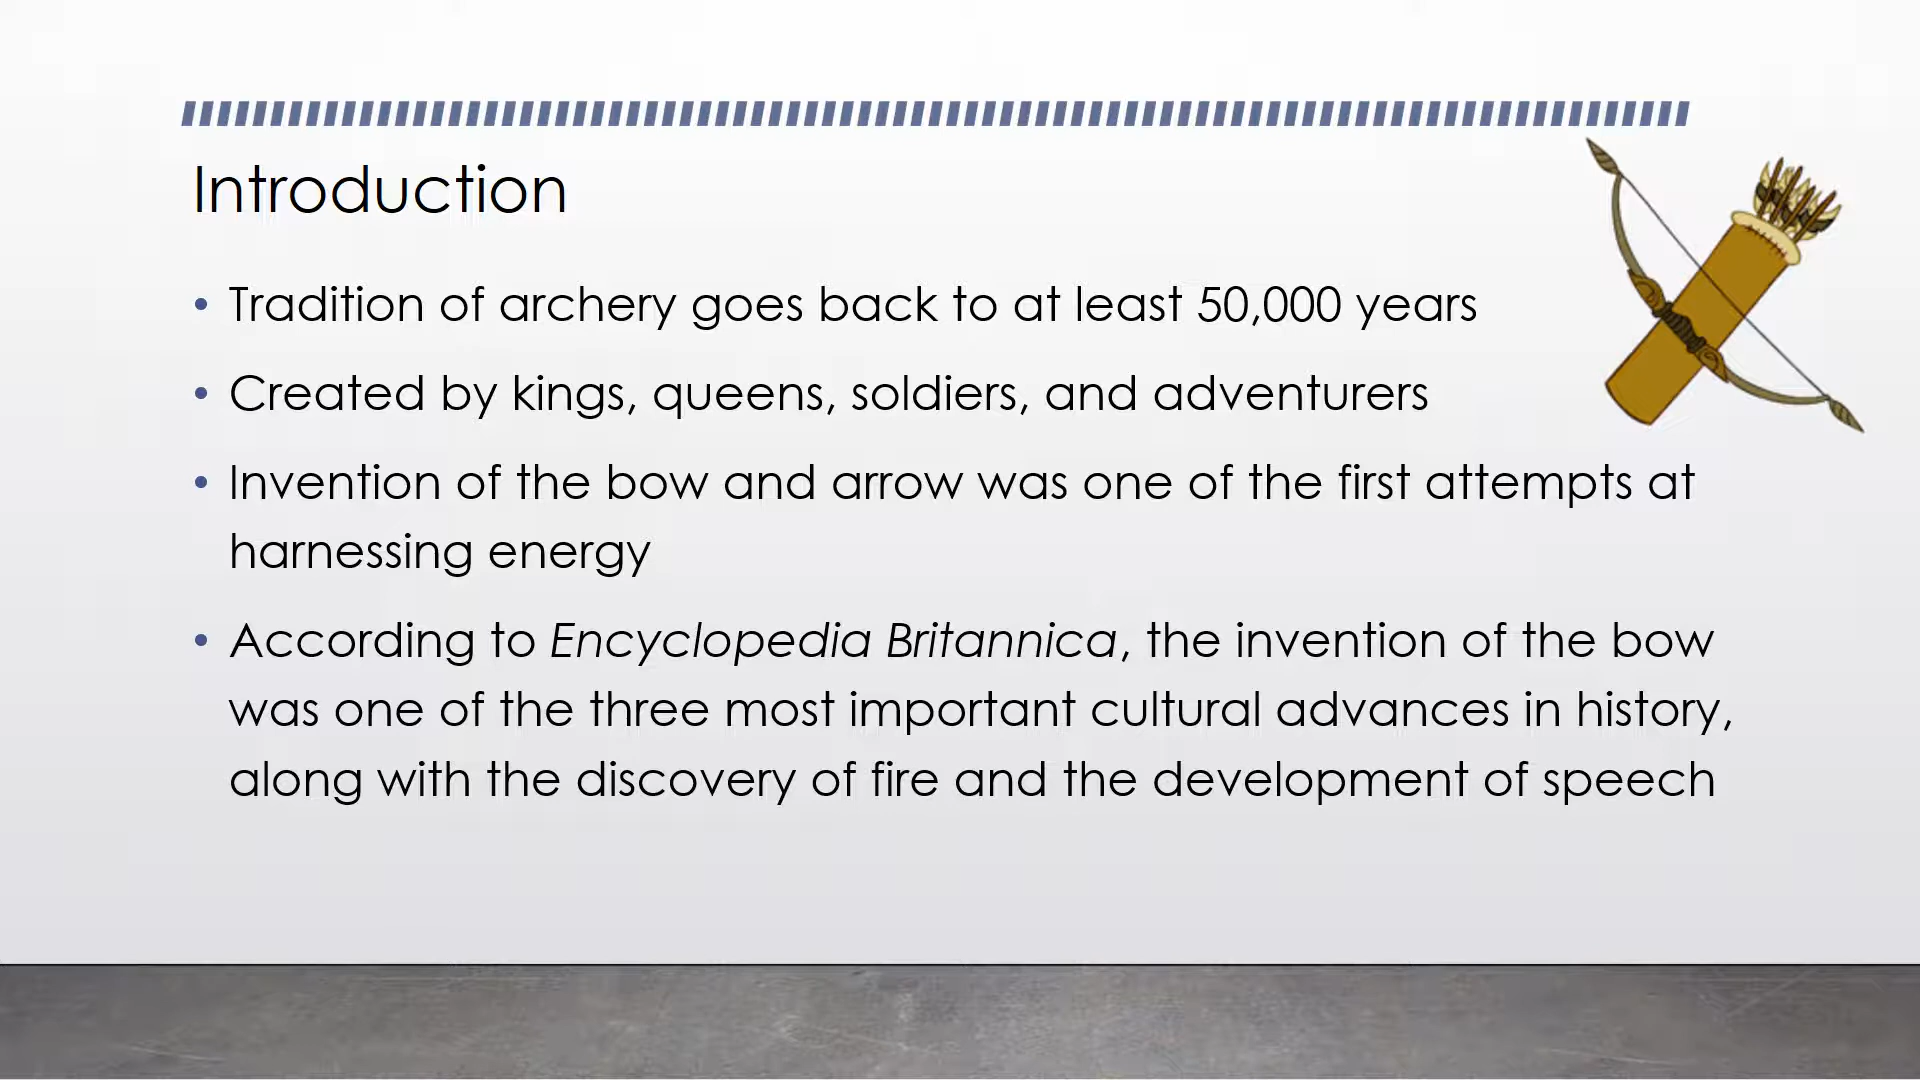 Introduction
• Tradition of archery goes back to at least 50,000 years
• Created by kings, queens, soldiers, and adventurers
• Invention of the bow and arrow was one of the first attempts at
harnessing energy
• According to Encyclopedia Britannica, the invention of the bow
was one of the three most important cultural advances in history,
along with the discovery of fire and the development of speech